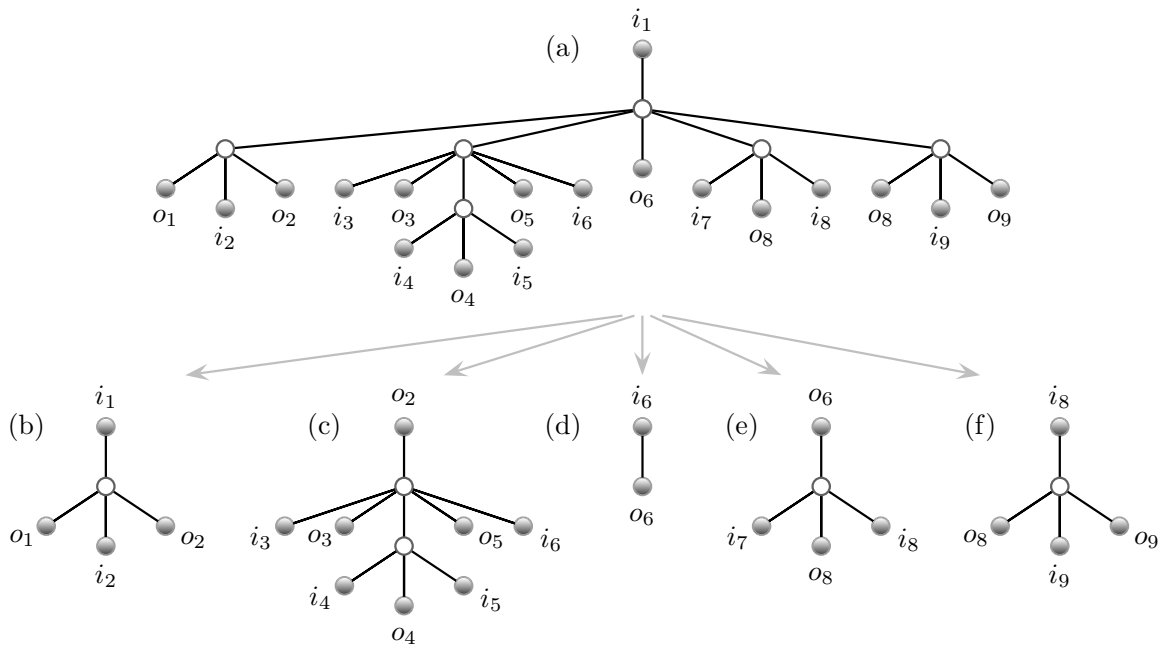 i₁
(a)
o₁ i₂ o₂ i₃ o₃ o₅ i₆ o₆ i₇ o₈ i₈ o₈ i₉ o₉
i₄ o₄ i₅
i₁ o₂ i₆ o₆ i₈
(b) (c) (d) (e) (f)
o₁ i₂ o₂ i₃ o₃ o₅ i₆ o₆ i₇ o₈ i₈ o₈ i₉ o₉
i₄ o₄ i₅